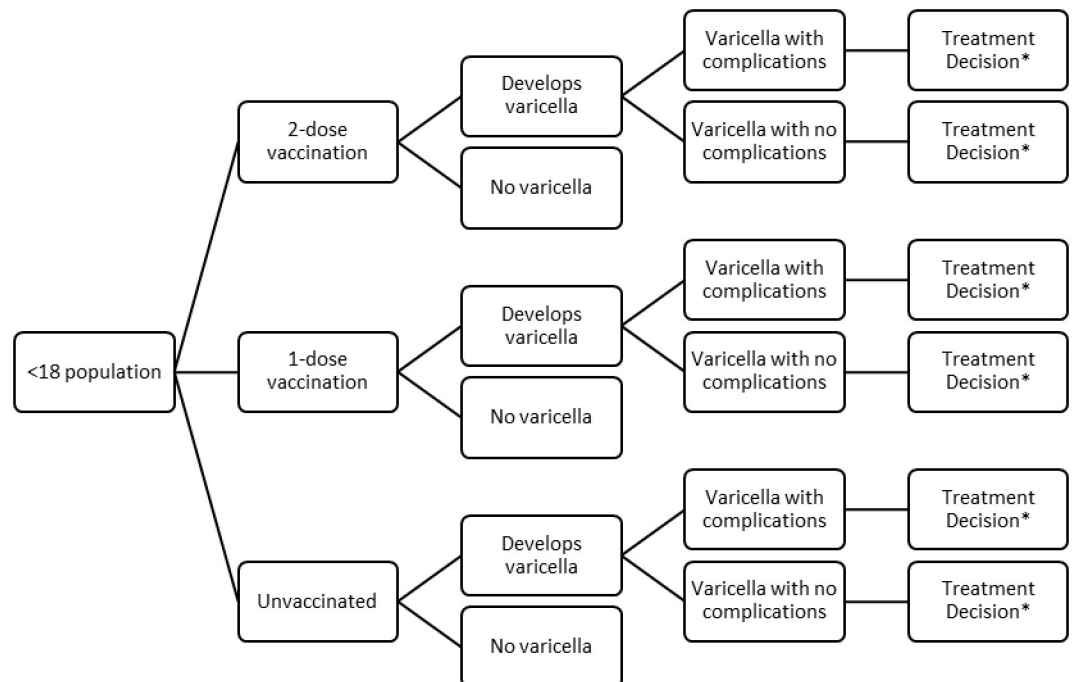 <18 population
2-dose
vaccination
Develops
varicella
Varicella with
complications
Treatment
Decision*
Varicella with no
complications
Treatment
Decision*
No varicella
1-dose
vaccination
Develops
varicella
Varicella with
complications
Treatment
Decision*
Varicella with no
complications
Treatment
Decision*
No varicella
Unvaccinated
Develops
varicella
Varicella with
complications
Treatment
Decision*
Varicella with no
complications
Treatment
Decision*
No varicella